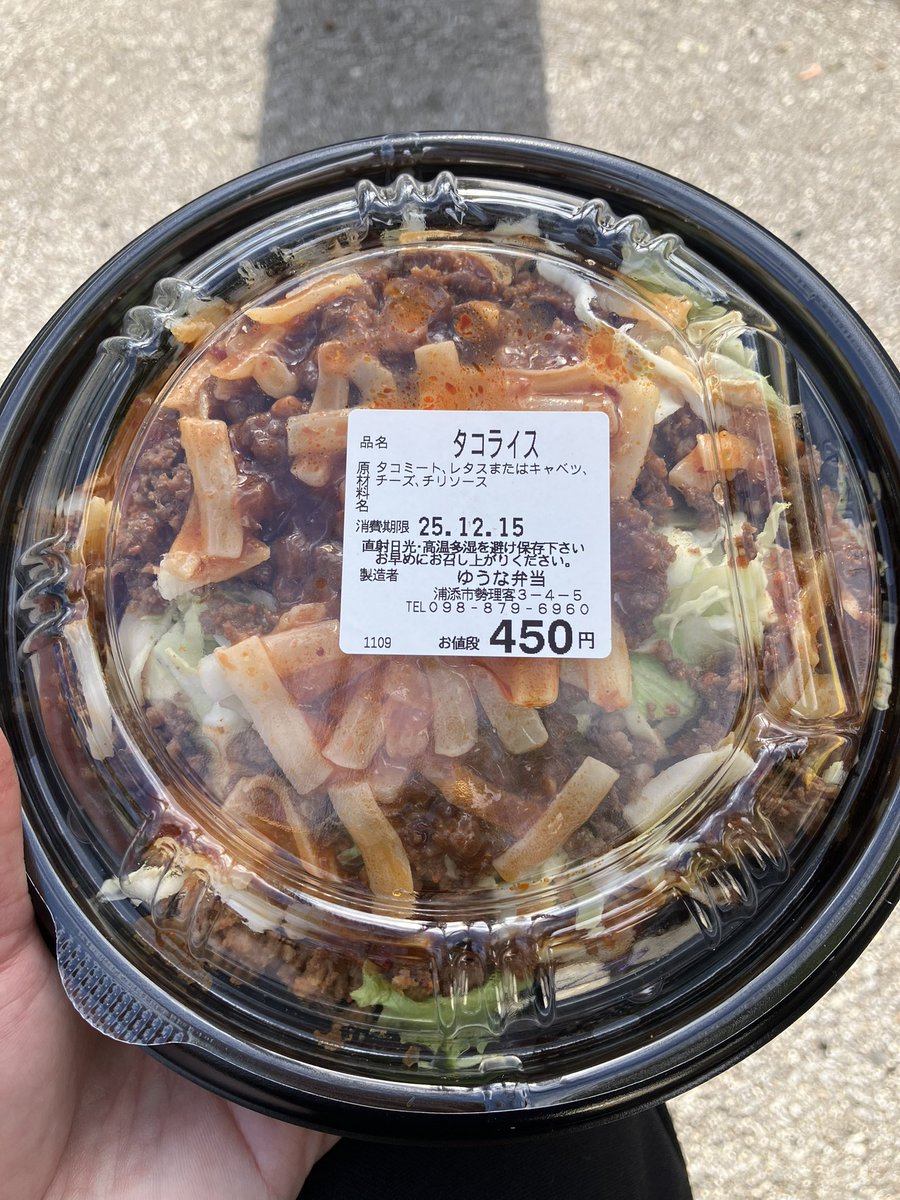 品名 タコライス
原材料名 タコミート、レタスまたはキャベツ、
チーズ、チリソース
消費期限 25.12.15
直射日光・高温多湿を避け保存下さい
お早めにお召し上がりください。
製造者 ゆうな弁当
浦添市勢理客3-4-5
TEL098-879-6960
1109 お値段 450円